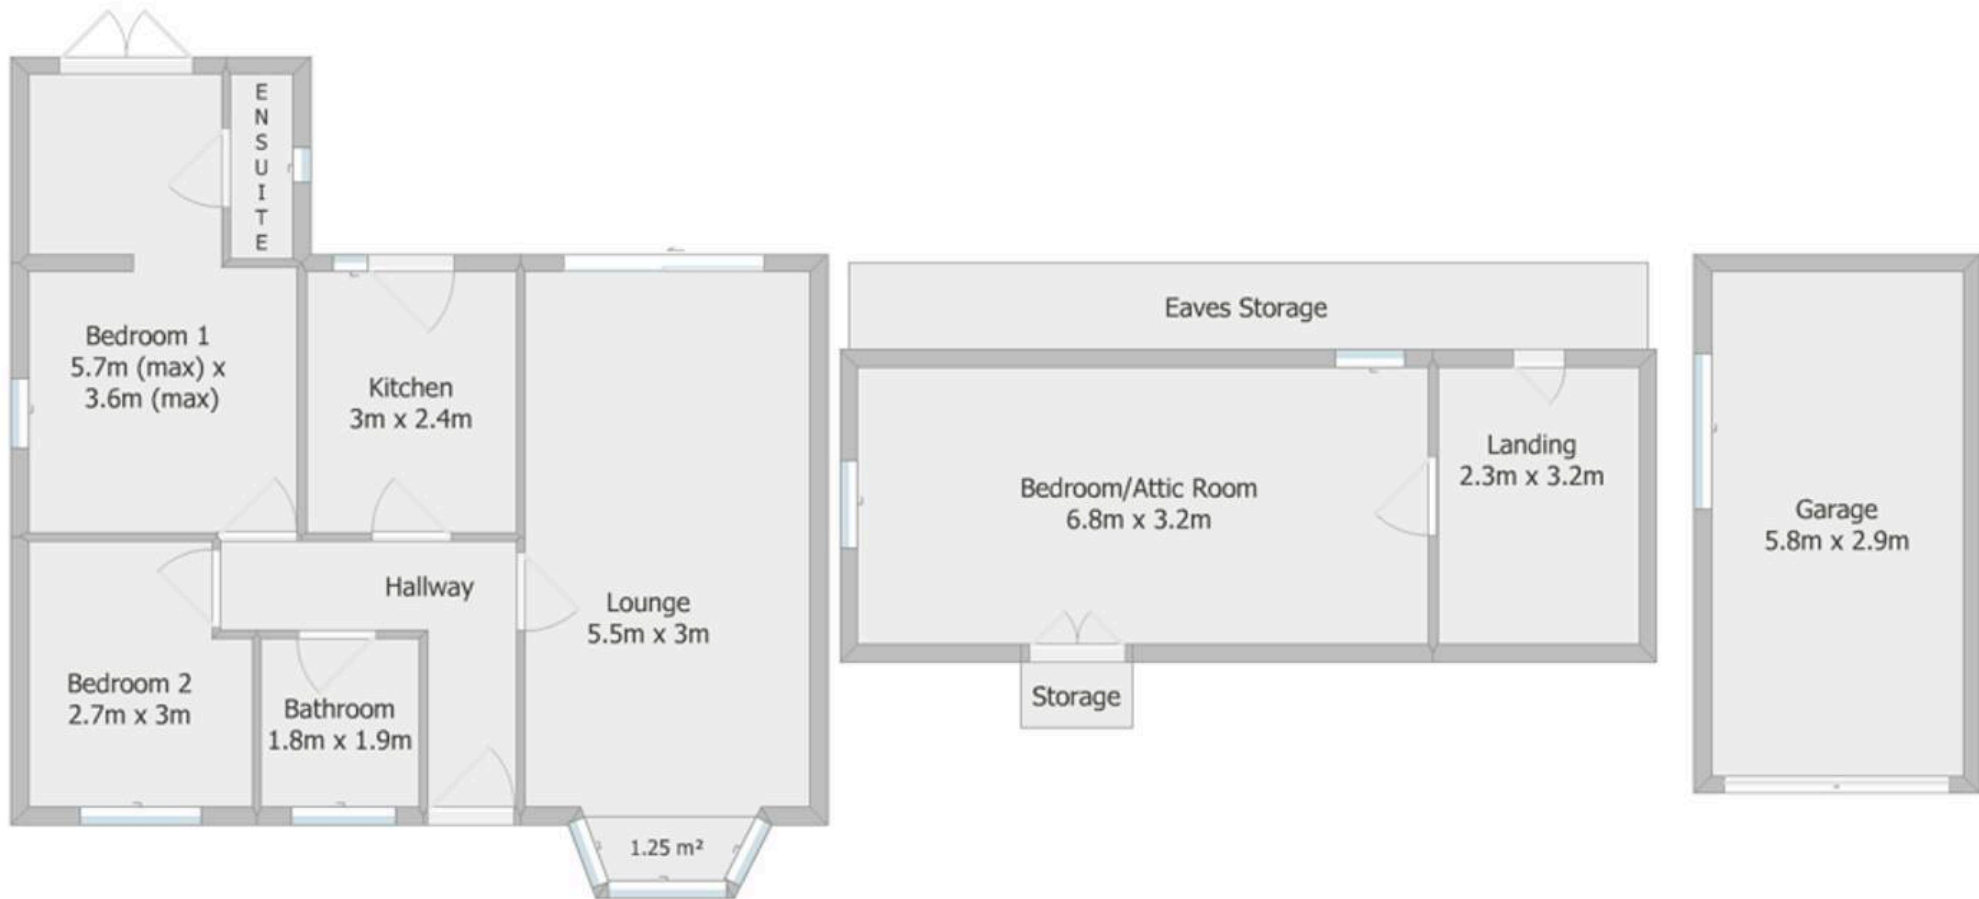 E
N
S
U
I
T
E
Bedroom 1
5.7m (max) x
3.6m (max)
Kitchen
3m x 2.4m
Hallway
Lounge
5.5m x 3m
Bedroom 2
2.7m x 3m
Bathroom
1.8m x 1.9m
1.25 m²
Eaves Storage
Bedroom/Attic Room
6.8m x 3.2m
Landing
2.3m x 3.2m
Storage
Garage
5.8m x 2.9m